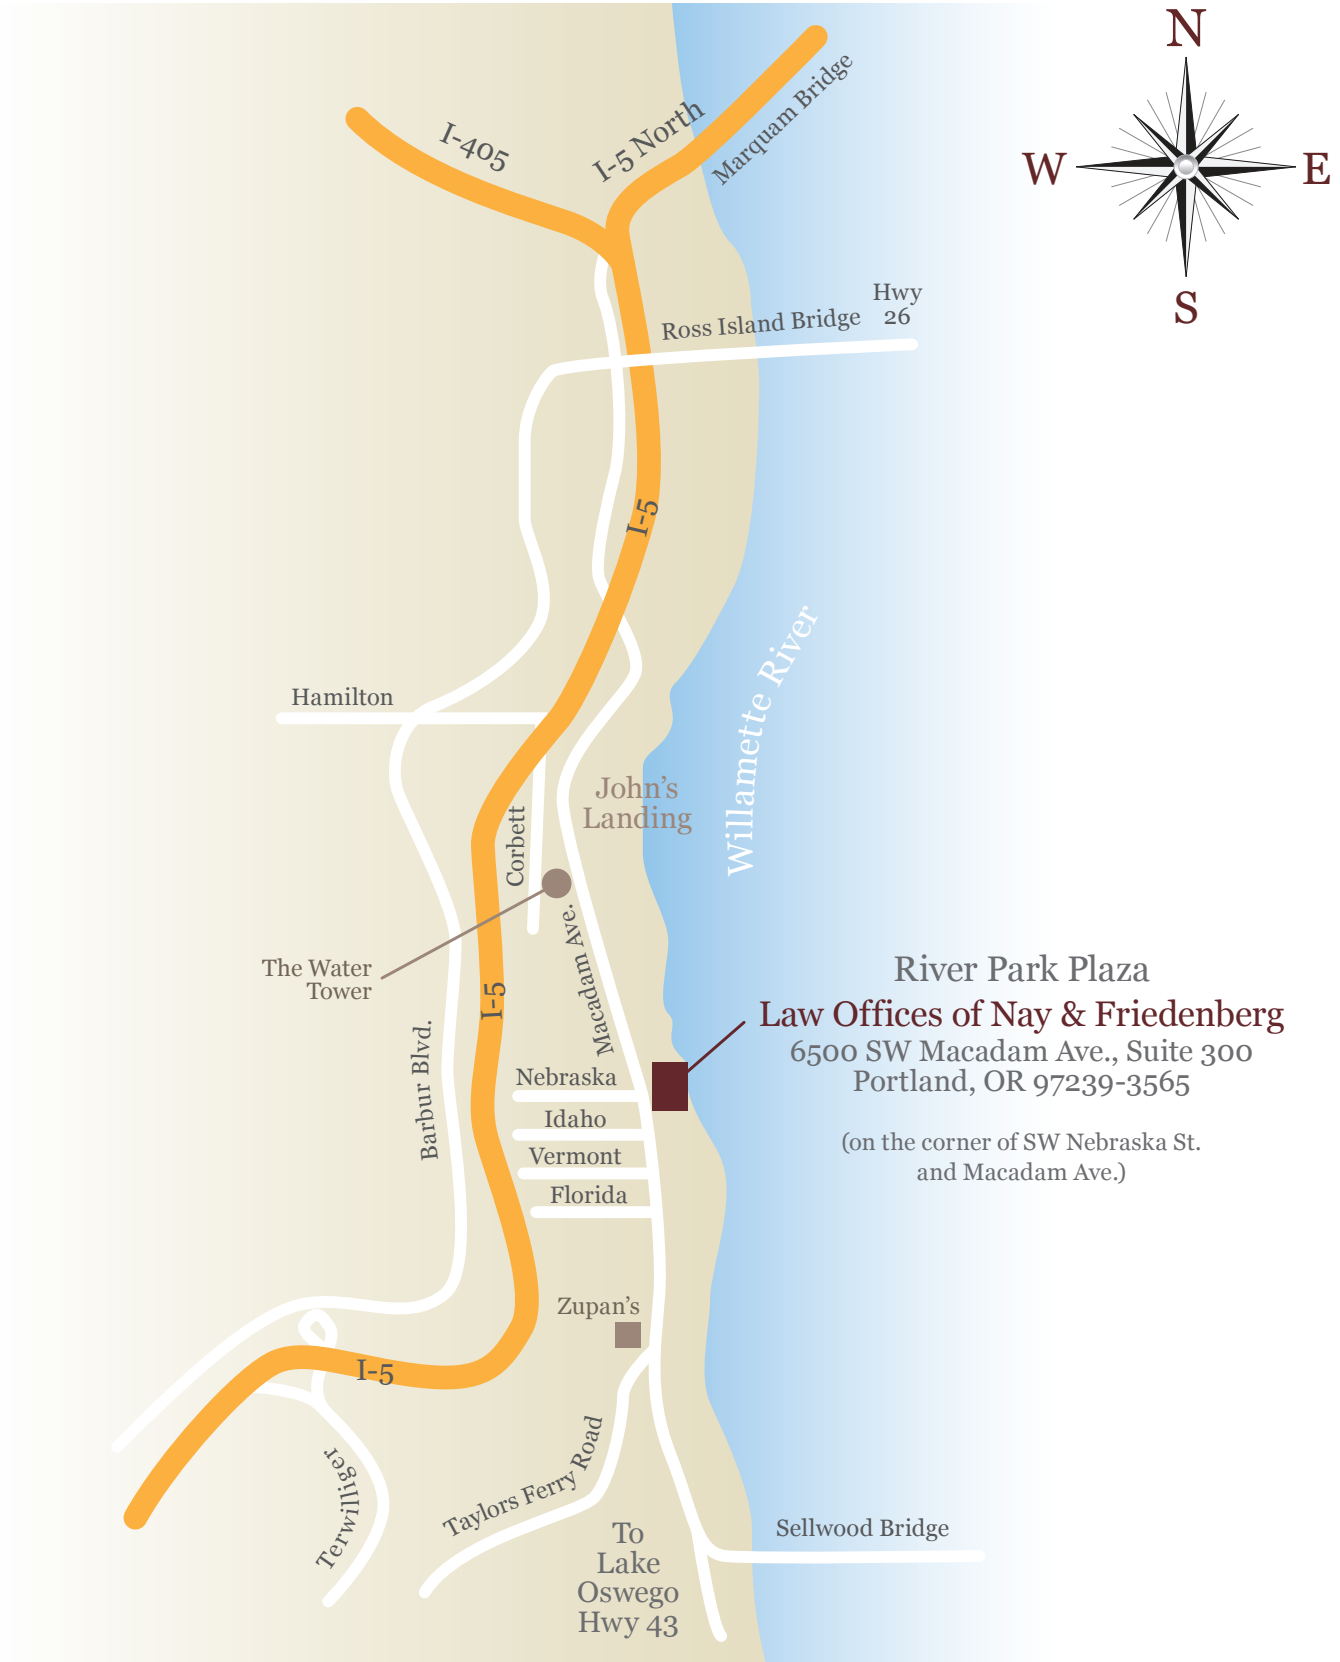 N
I-405
I-5 North
Marquam Bridge
W
E
S
Hwy
26
Ross Island Bridge
I-5
Willamette River
Hamilton
John’s
Landing
Corbett
Macadam Ave.
The Water
Tower
I-5
Barbur Blvd.
River Park Plaza
Law Offices of Nay & Friedenberg
6500 SW Macadam Ave., Suite 300
Portland, OR 97239-3565
(on the corner of SW Nebraska St.
and Macadam Ave.)
Nebraska
Idaho
Vermont
Florida
Zupan’s
I-5
Terwilliger
Taylors Ferry Road
To
Lake
Oswego
Hwy 43
Sellwood Bridge